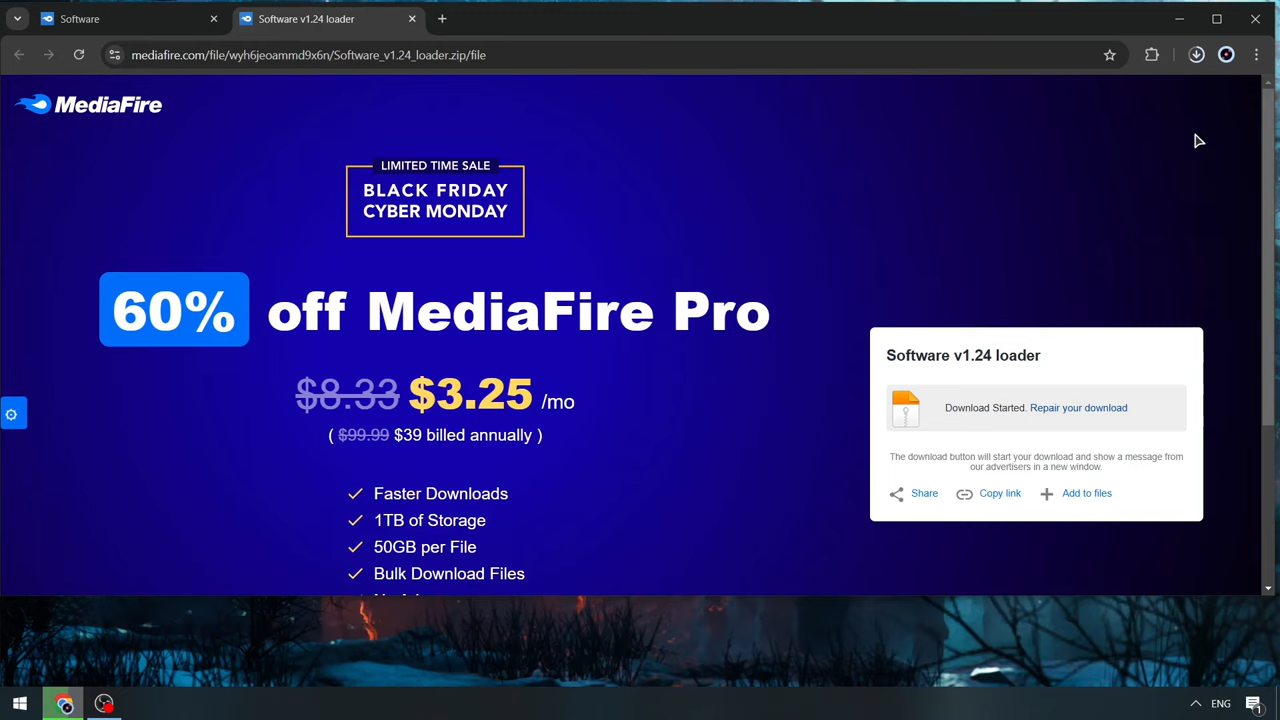 Software
Software v1.24 loader
mediafire.com/file/wyh6jeoammd9x6n/Software_v1.24_loader.zip/file
MediaFire
LIMITED TIME SALE
BLACK FRIDAY
CYBER MONDAY
60% off MediaFire Pro
$8.33 $3.25 /mo
( $99.99 $39 billed annually )
Faster Downloads
1TB of Storage
50GB per File
Bulk Download Files
Software v1.24 loader
Download Started. Repair your download
The download button will start your download and show a message from
our advertisers in a new window.
Share
Copy link
Add to files
ENG
1